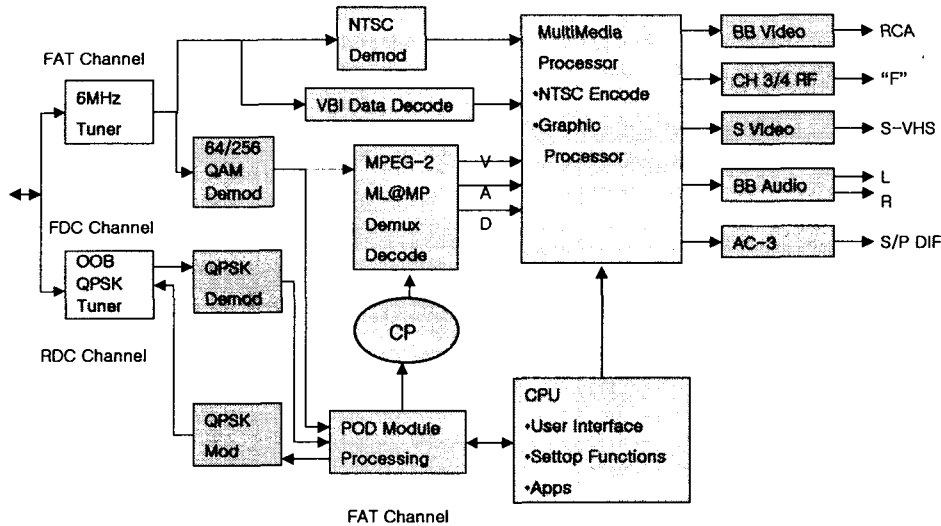 FAT Channel
6MHz
Tuner
NTSC
Demod
VBI Data Decode
64/256
QAM
Demod
MPEG-2
ML@MP
Demux
Decode
V
A
D
MultiMedia
Processor
•NTSC Encode
•Graphic
Processor
BB Video
RCA
CH 3/4 RF
“F”
S Video
S-VHS
BB Audio
L
R
AC-3
S/P DIF
FDC Channel
OOB
QPSK
Tuner
QPSK
Demod
RDC Channel
CP
QPSK
Mod
POD Module
Processing
CPU
•User Interface
•Settop Functions
•Apps
FAT Channel